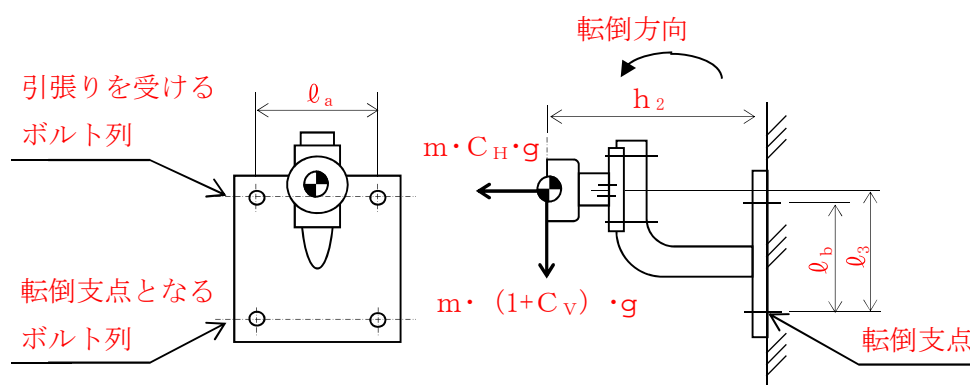 転倒方向
引張りを受ける
ボルト列
ℓa
h2
m・CH・g
転倒支点となる
ボルト列
m・(1+CV)・g
ℓb
ℓ3
転倒支点